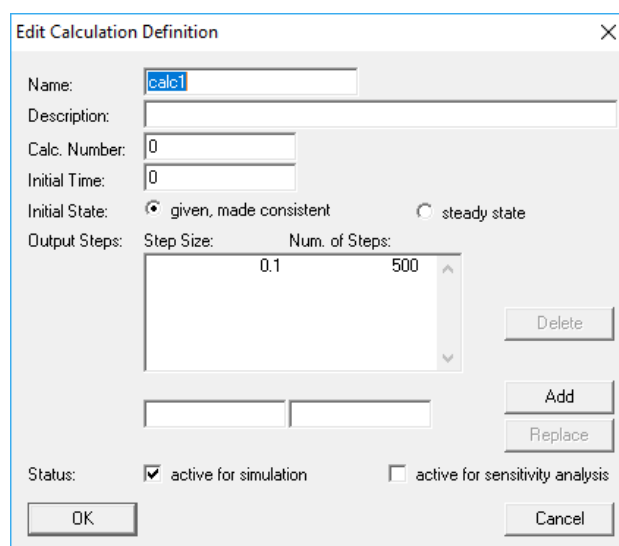 Edit Calculation Definition
Name: calc1
Description:
Calc. Number: 0
Initial Time: 0
Initial State: given, made consistent steady state
Output Steps: Step Size: Num. of Steps:
0.1 500
Delete
Add
Replace
Status: active for simulation active for sensitivity analysis
OK Cancel